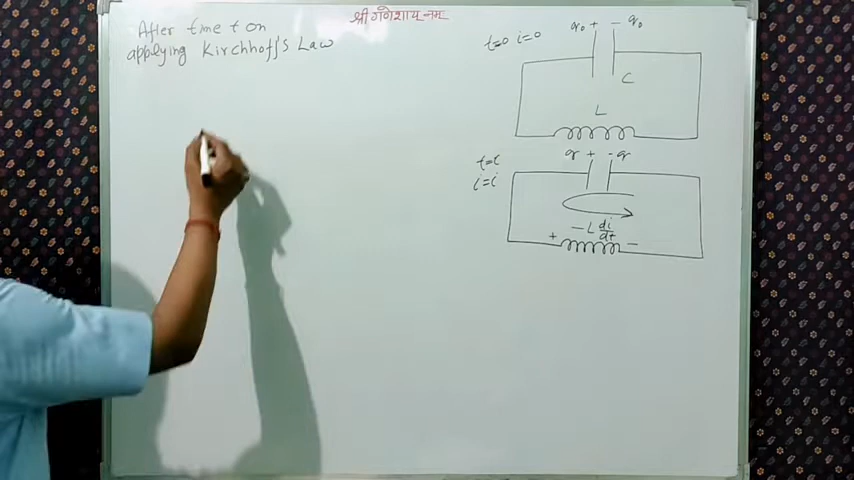 After time t on
applying Kirchhoff's Law
श्री गणेशाय नमः
t=0 i=0
q₀ + - q₀
C
L
t=t
i=i
q + - q
- L di/dt
+ -